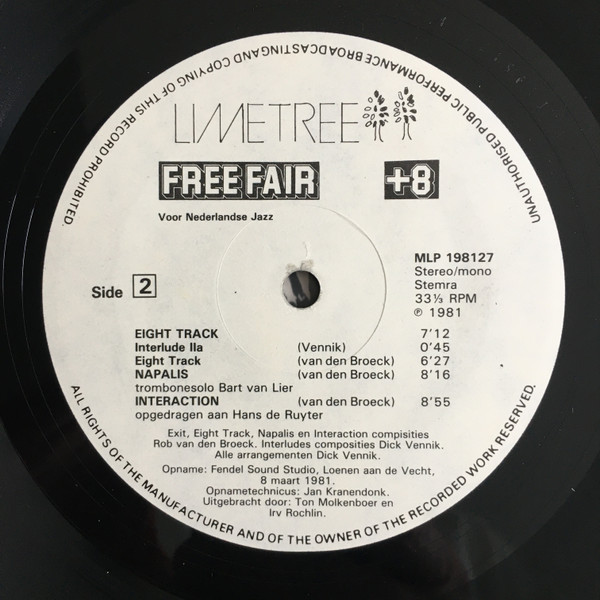 UNAUTHORISED PUBLIC PERFORMANCE BROADCASTING AND COPYING OF THIS RECORD PROHIBITED.
LIMETREE
FREE FAIR +8
Voor Nederlandse Jazz
MLP 198127
Stereo/mono
Side 2 Stemra
33⅓ RPM
℗ 1981
EIGHT TRACK 7'12
Interlude IIa (Vennik) 0'45
Eight Track (van den Broeck) 6'27
NAPALIS (van den Broeck) 8'16
trombonesolo Bart van Lier
INTERACTION (van den Broeck) 8'55
opgedragen aan Hans de Ruyter
Exit, Eight Track, Napalis en Interaction compisities
Rob van den Broeck. Interludes composities Dick Vennik.
Alle arrangementen Dick Vennik.
Opname: Fendel Sound Studio, Loenen aan de Vecht,
8 maart 1981.
Opnametechnicus: Jan Kranendonk.
Uitgebracht door: Ton Molkenboer en
Irv Rochlin.
ALL RIGHTS OF THE MANUFACTURER AND OF THE OWNER OF THE RECORDED WORK RESERVED.